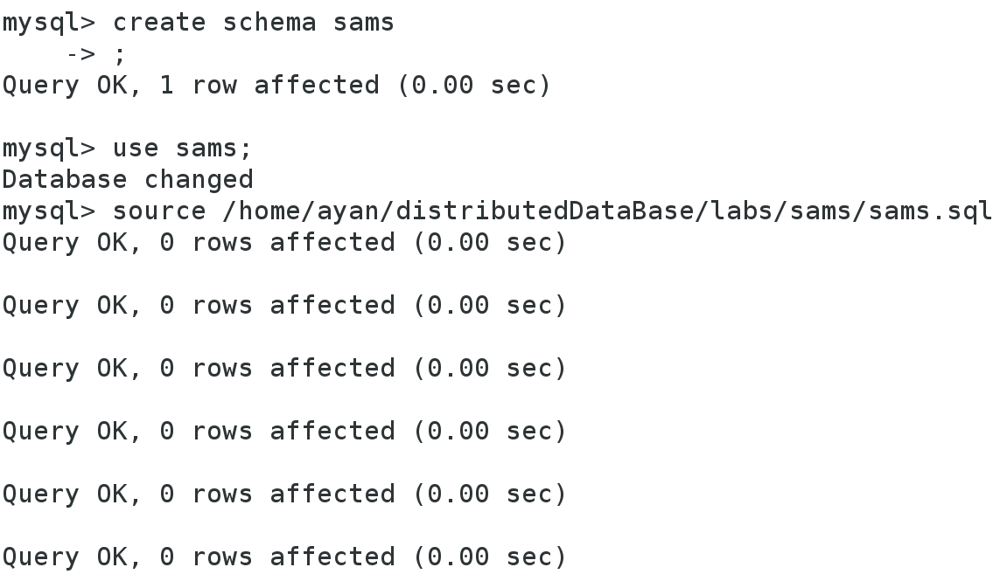 mysql> create schema sams
    -> ;
Query OK, 1 row affected (0.00 sec)
mysql> use sams;
Database changed
mysql> source /home/ayan/distributedDataBase/labs/sams/sams.sql
Query OK, 0 rows affected (0.00 sec)
Query OK, 0 rows affected (0.00 sec)
Query OK, 0 rows affected (0.00 sec)
Query OK, 0 rows affected (0.00 sec)
Query OK, 0 rows affected (0.00 sec)
Query OK, 0 rows affected (0.00 sec)